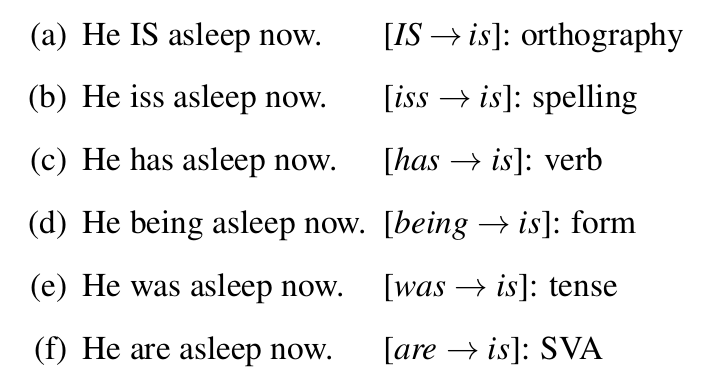 (a) He IS asleep now. [IS → is]: orthography
(b) He iss asleep now. [iss → is]: spelling
(c) He has asleep now. [has → is]: verb
(d) He being asleep now. [being → is]: form
(e) He was asleep now. [was → is]: tense
(f) He are asleep now. [are → is]: SVA